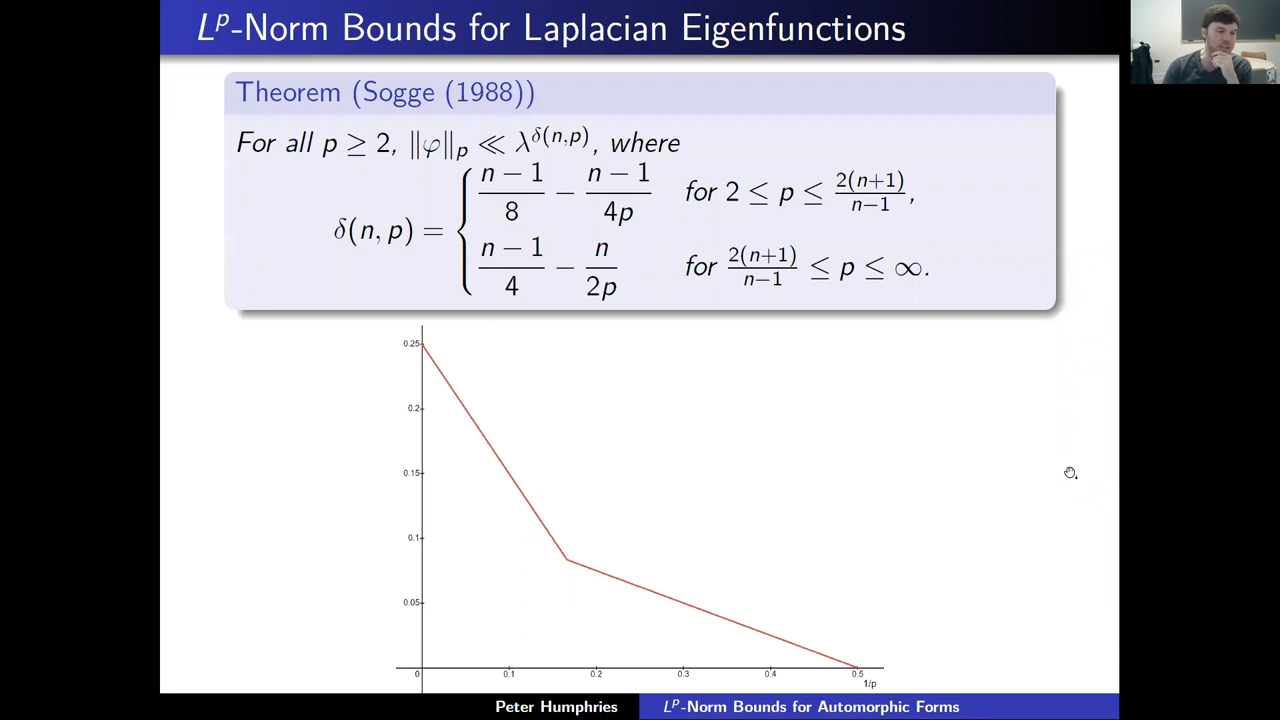 L^p-Norm Bounds for Laplacian Eigenfunctions
Theorem (Sogge (1988))
For all p ≥ 2, ‖φ‖_p ≪ λ^{δ(n,p)}, where
δ(n, p) = { (n − 1)/8 − (n − 1)/(4p) for 2 ≤ p ≤ 2(n+1)/(n−1),
(n − 1)/4 − n/(2p) for 2(n+1)/(n−1) ≤ p ≤ ∞.
0.25
0.2
0.15
0.1
0.05
0 0.1 0.2 0.3 0.4 0.5
1/p
Peter Humphries L^p-Norm Bounds for Automorphic Forms